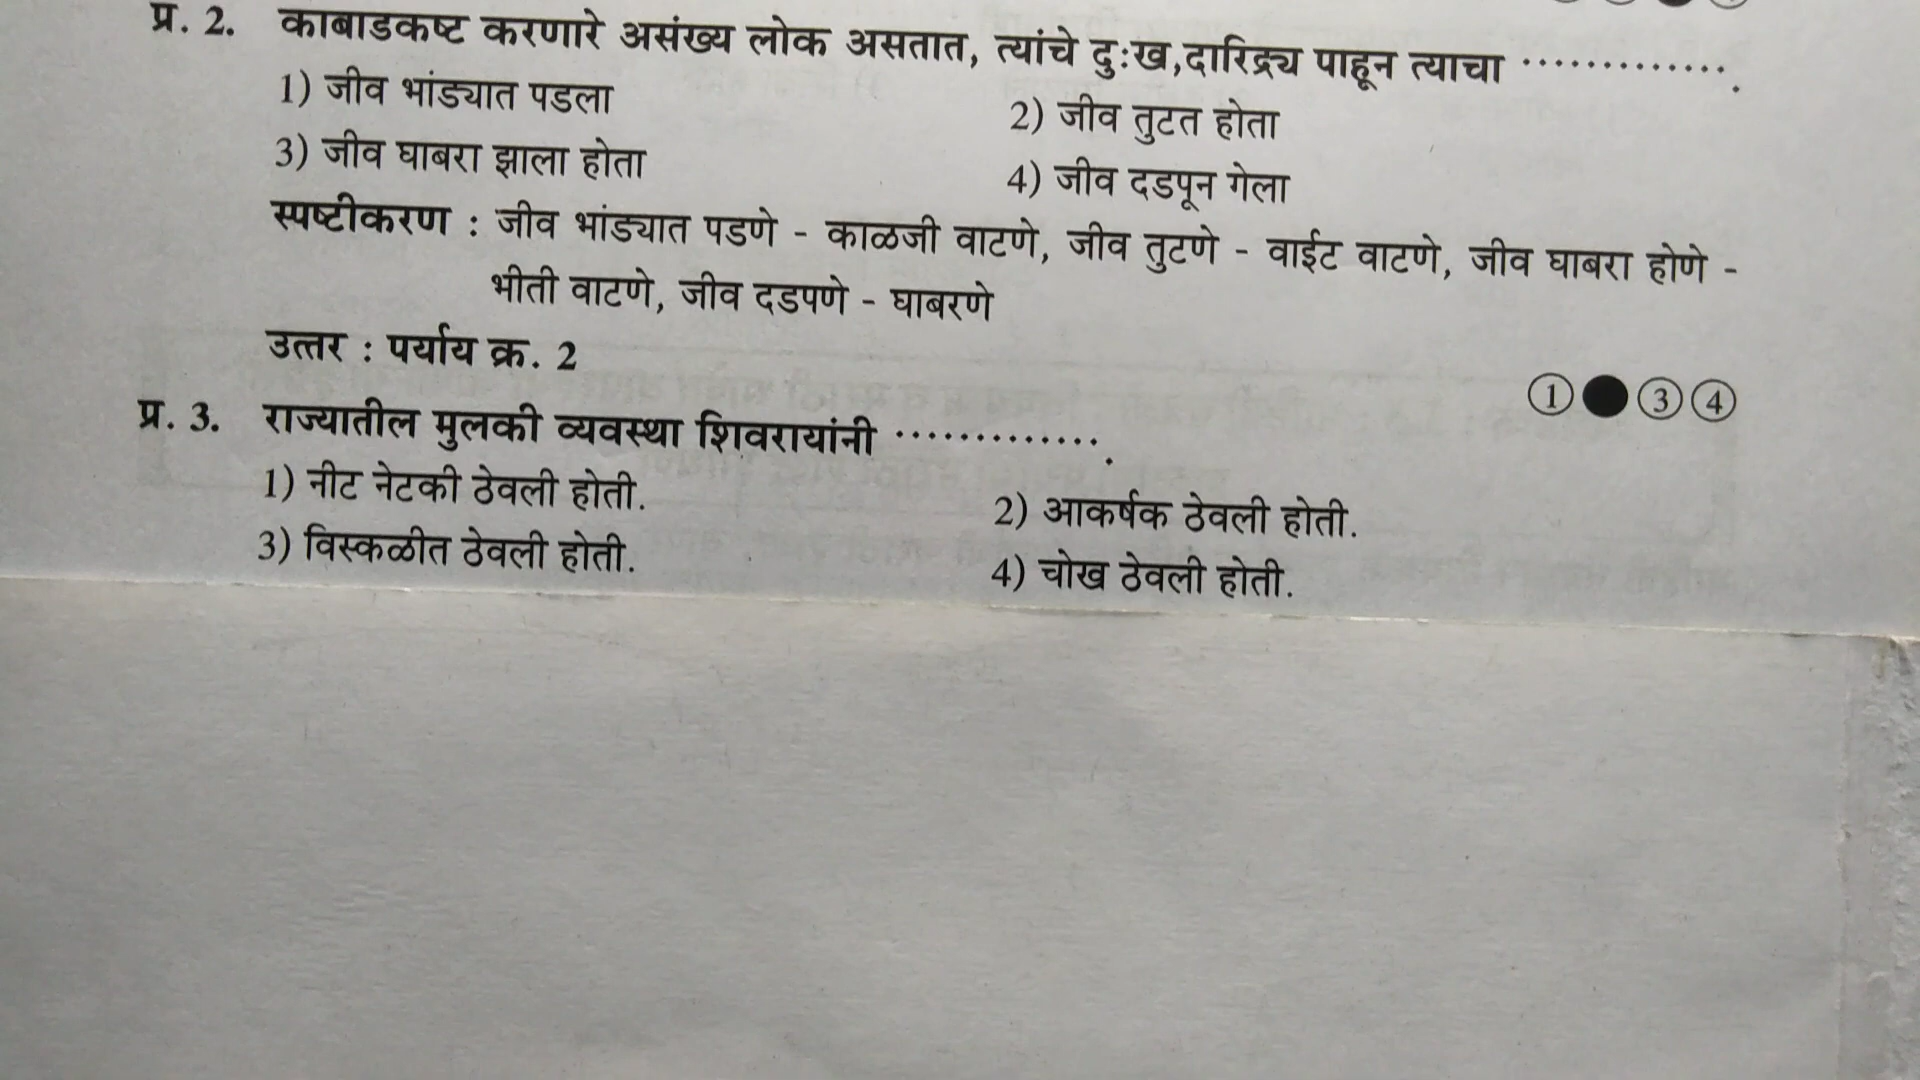 प्र. 2. काबाडकष्ट करणारे असंख्य लोक असतात, त्यांचे दुःख,दारिद्र्य पाहून त्याचा .............
1) जीव भांड्यात पडला 2) जीव तुटत होता
3) जीव घाबरा झाला होता 4) जीव दडपून गेला
स्पष्टीकरण : जीव भांड्यात पडणे - काळजी वाटणे, जीव तुटणे - वाईट वाटणे, जीव घाबरा होणे -
भीती वाटणे, जीव दडपणे - घाबरणे
उत्तर : पर्याय क्र. 2
1 3 4
प्र. 3. राज्यातील मुलकी व्यवस्था शिवरायांनी .............
1) नीट नेटकी ठेवली होती. 2) आकर्षक ठेवली होती.
3) विस्कळीत ठेवली होती. 4) चोख ठेवली होती.